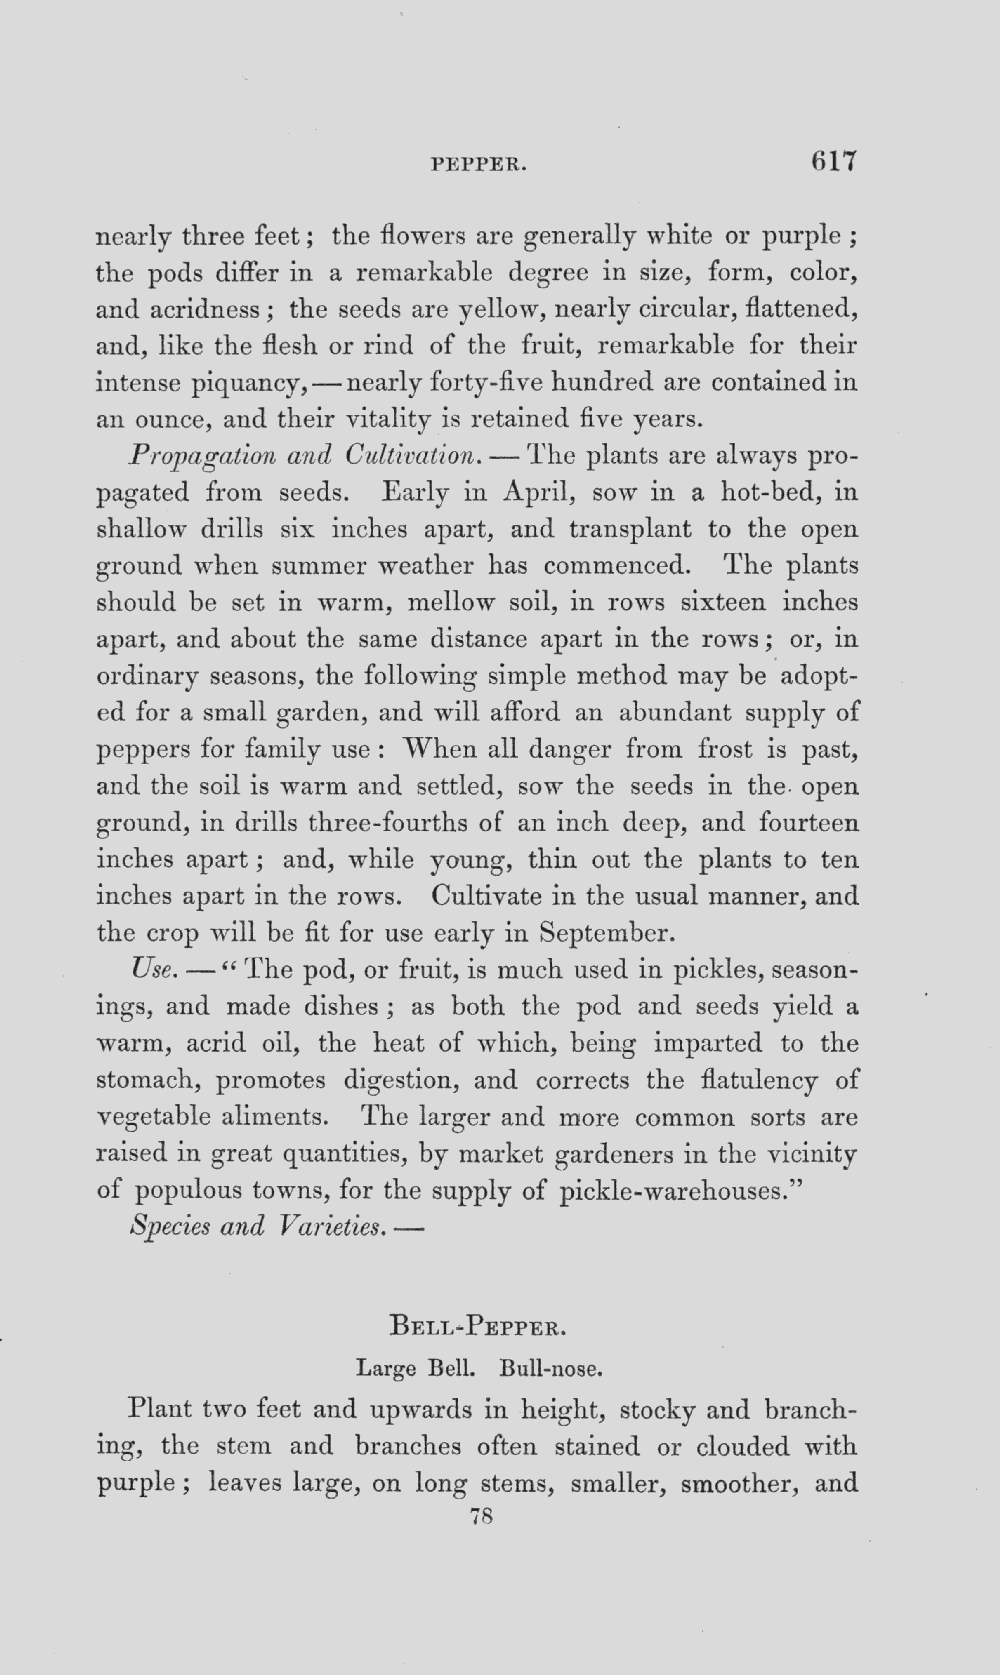 PEPPER. 617
nearly three feet; the flowers are generally white or purple;
the pods differ in a remarkable degree in size, form, color,
and acridness; the seeds are yellow, nearly circular, flattened,
and, like the flesh or rind of the fruit, remarkable for their
intense piquancy,—nearly forty-five hundred are contained in
an ounce, and their vitality is retained five years.
Propagation and Cultivation. — The plants are always pro-
pagated from seeds. Early in April, sow in a hot-bed, in
shallow drills six inches apart, and transplant to the open
ground when summer weather has commenced. The plants
should be set in warm, mellow soil, in rows sixteen inches
apart, and about the same distance apart in the rows; or, in
ordinary seasons, the following simple method may be adopt-
ed for a small garden, and will afford an abundant supply of
peppers for family use: When all danger from frost is past,
and the soil is warm and settled, sow the seeds in the open
ground, in drills three-fourths of an inch deep, and fourteen
inches apart; and, while young, thin out the plants to ten
inches apart in the rows. Cultivate in the usual manner, and
the crop will be fit for use early in September.
Use. — “The pod, or fruit, is much used in pickles, season-
ings, and made dishes; as both the pod and seeds yield a
warm, acrid oil, the heat of which, being imparted to the
stomach, promotes digestion, and corrects the flatulency of
vegetable aliments. The larger and more common sorts are
raised in great quantities, by market gardeners in the vicinity
of populous towns, for the supply of pickle-warehouses.”
Species and Varieties. —
BELL-PEPPER.
Large Bell. Bull-nose.
Plant two feet and upwards in height, stocky and branch-
ing, the stem and branches often stained or clouded with
purple; leaves large, on long stems, smaller, smoother, and
78